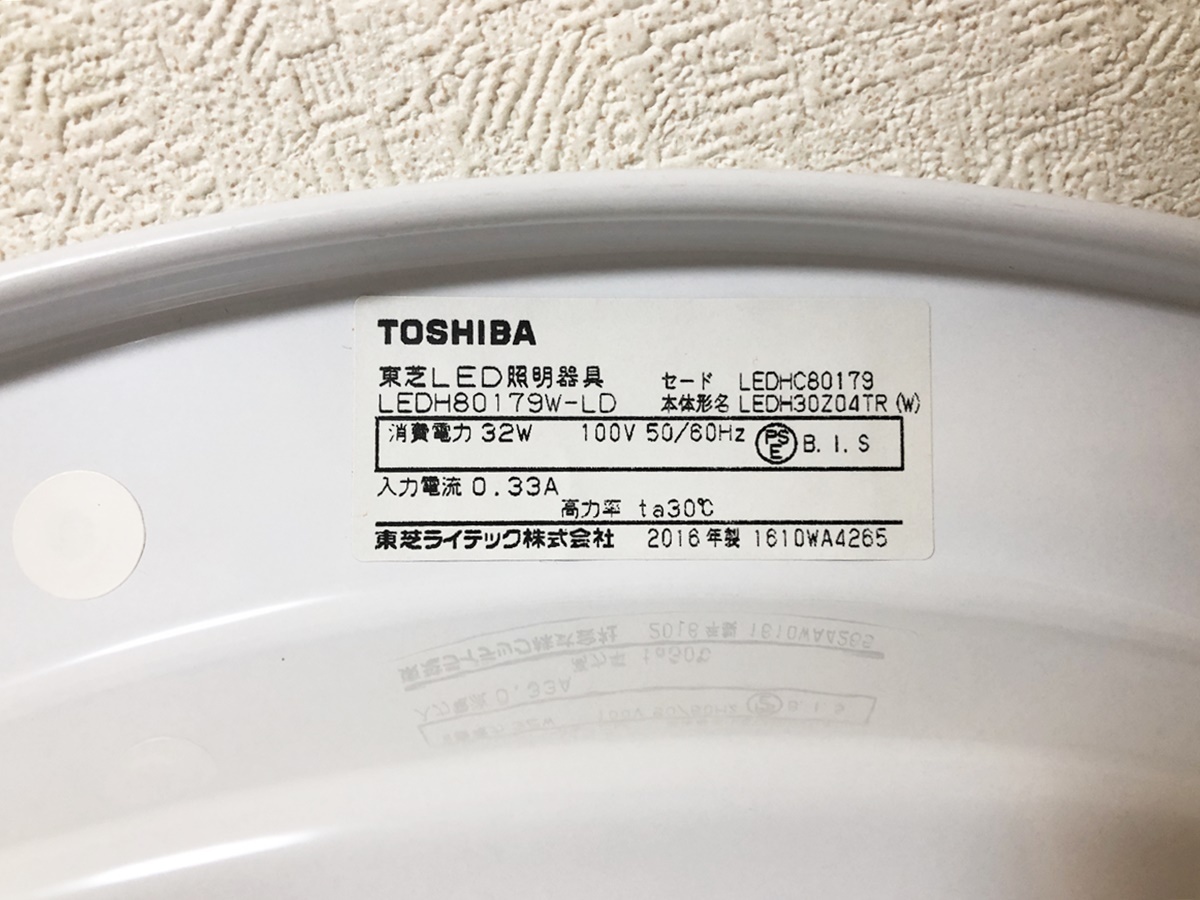 TOSHIBA
東芝LED照明器具 セード LEDHC80179
LEDH80179W-LD 本体形名 LEDH30Z04TR (W)
消費電力 32W 100V 50/60Hz PSE B.I.S
入力電流 0.33A
高力率 ta30℃
東芝ライテック株式会社 2016年製 1610WA4265